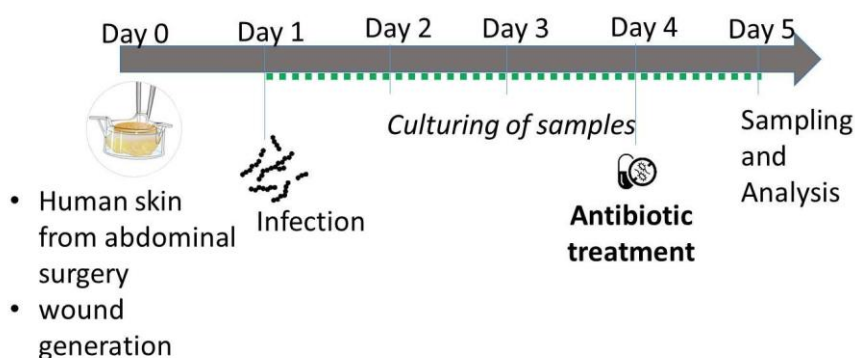 Day 0 Day 1 Day 2 Day 3 Day 4 Day 5
Culturing of samples
Sampling
and
Analysis
Infection
Antibiotic
treatment
• Human skin
from abdominal
surgery
• wound
generation